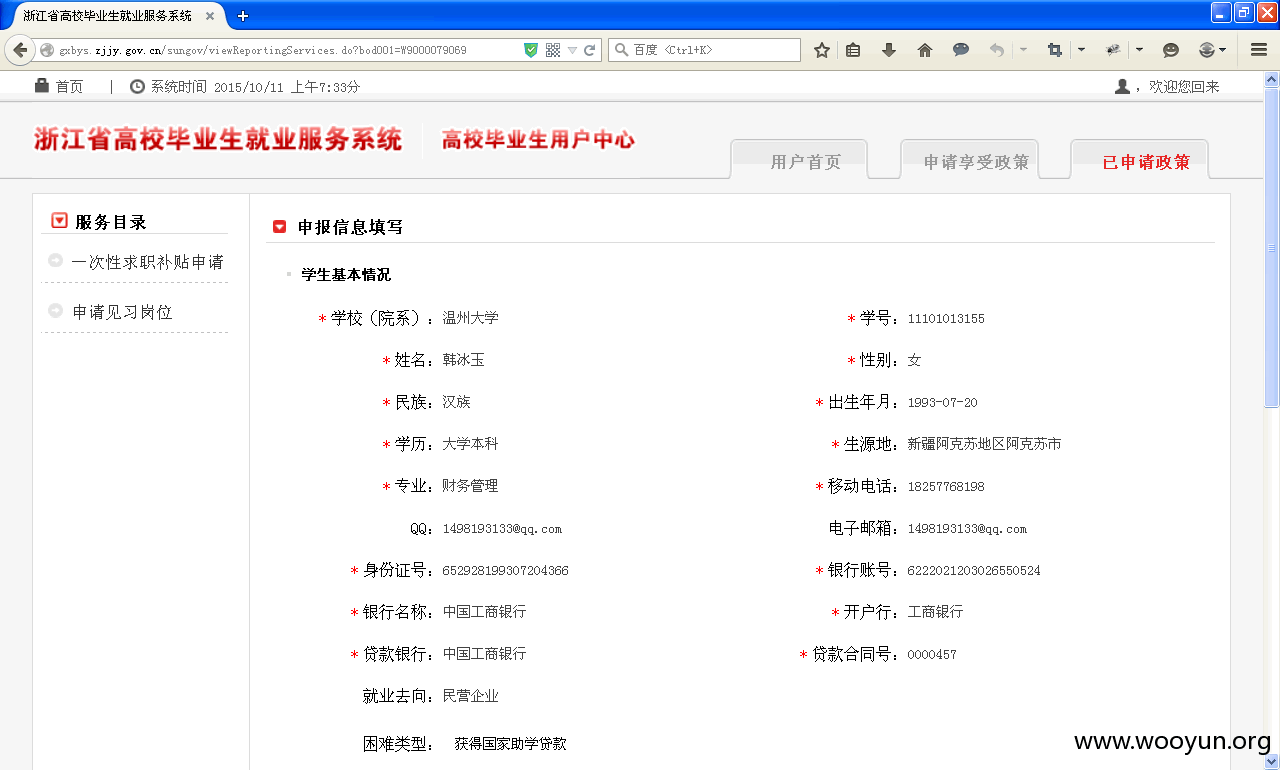 浙江省高校毕业生就业服务系统
gxbys.zjjy.gov.cn/sungov/viewReportingServices.do?bod001=W9000079069
百度 <Ctrl+K>
首页 | 系统时间 2015/10/11 上午7:33分
，欢迎您回来
浙江省高校毕业生就业服务系统 高校毕业生用户中心
用户首页 申请享受政策 已申请政策
服务目录
一次性求职补贴申请
申请见习岗位
申报信息填写
学生基本情况
* 学校（院系）：温州大学 * 学号：11101013155
* 姓名：韩冰玉 * 性别：女
* 民族：汉族 * 出生年月：1993-07-20
* 学历：大学本科 * 生源地：新疆阿克苏地区阿克苏市
* 专业：财务管理 * 移动电话：18257768198
QQ：1498193133@qq.com 电子邮箱：1498193133@qq.com
* 身份证号：652928199307204366 * 银行账号：6222021203026550524
* 银行名称：中国工商银行 * 开户行：工商银行
* 贷款银行：中国工商银行 * 贷款合同号：0000457
就业去向：民营企业
困难类型： 获得国家助学贷款
www.wooyun.org